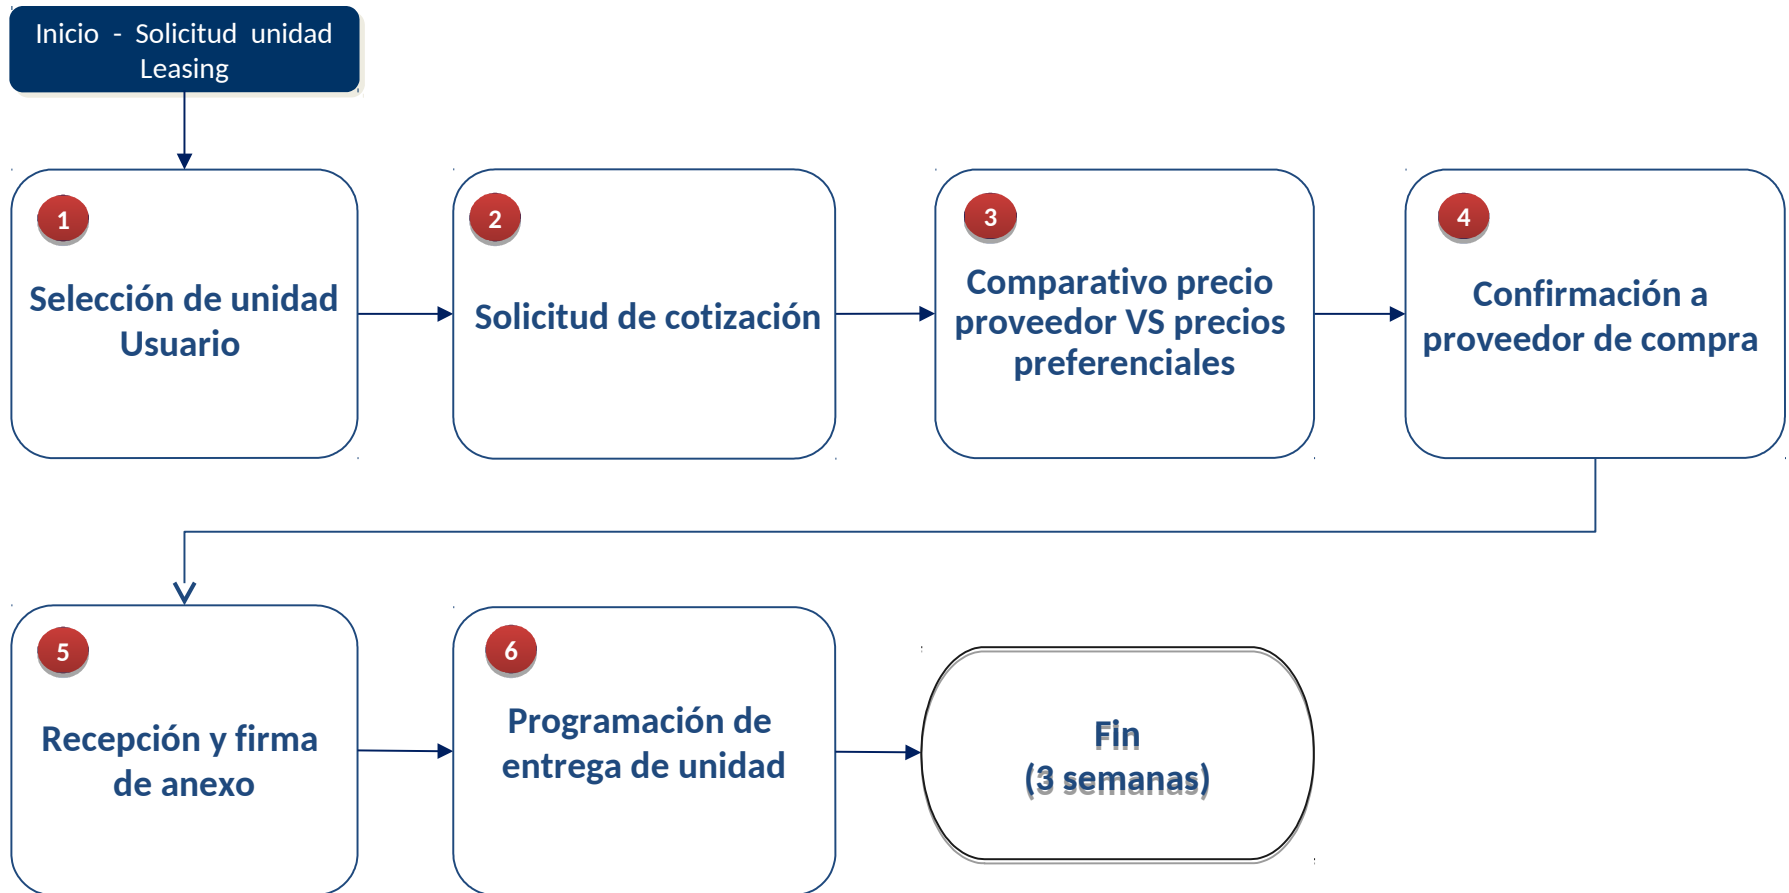 Inicio - Solicitud unidad
Leasing
1
Selección de unidad
Usuario
2
Solicitud de cotización
3
Comparativo precio
proveedor VS precios
preferenciales
4
Confirmación a
proveedor de compra
5
Recepción y firma
de anexo
6
Programación de
entrega de unidad
Fin
(3 semanas)